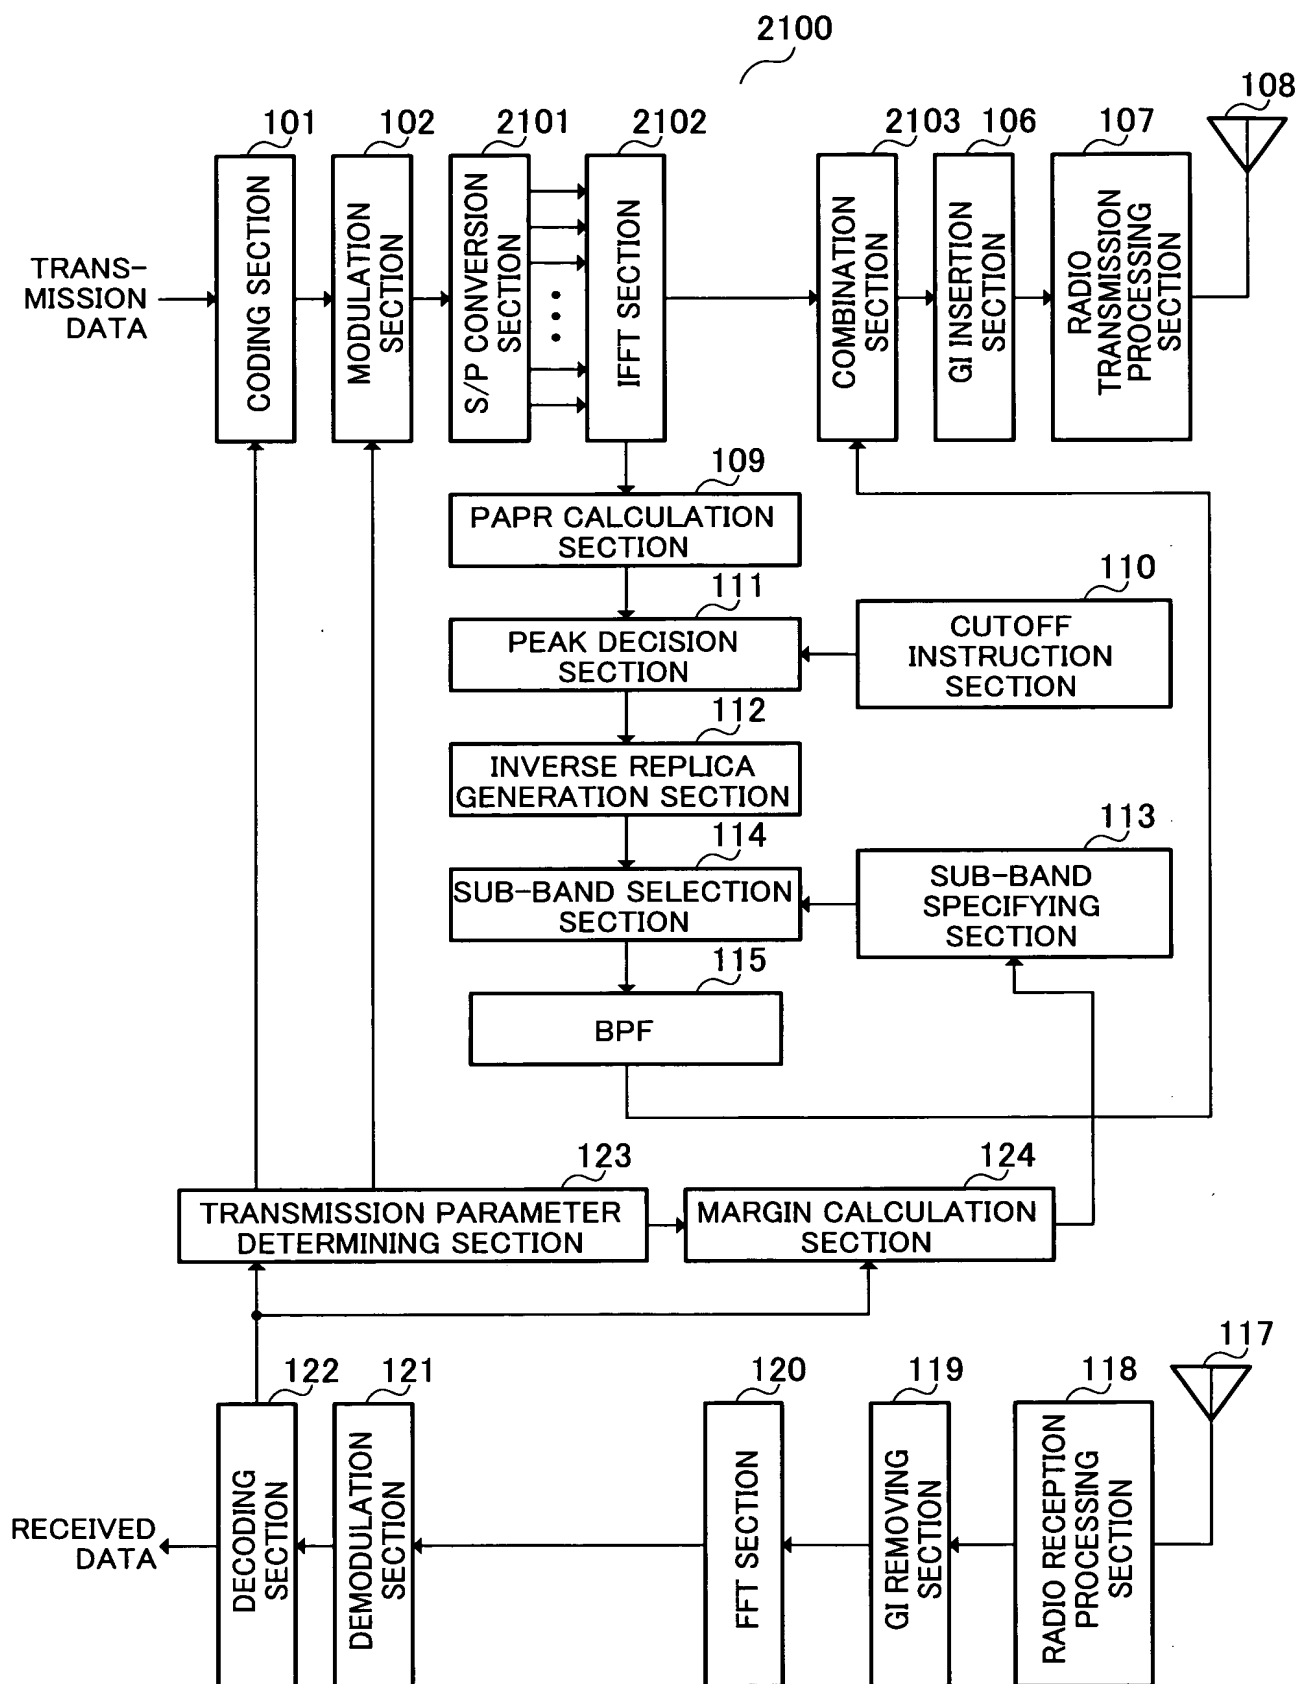 2100
108
101
102
2101
2102
2103
106
107
TRANS-
MISSION
DATA
CODING SECTION
MODULATION
SECTION
S/P CONVERSION
SECTION
IFFT SECTION
COMBINATION
SECTION
GI INSERTION
SECTION
RADIO
TRANSMISSION
PROCESSING
SECTION
109
PAPR CALCULATION
SECTION
111
110
PEAK DECISION
SECTION
CUTOFF
INSTRUCTION
SECTION
112
INVERSE REPLICA
GENERATION SECTION
114
113
SUB-BAND SELECTION
SECTION
SUB-BAND
SPECIFYING
SECTION
115
BPF
123
124
TRANSMISSION PARAMETER
DETERMINING SECTION
MARGIN CALCULATION
SECTION
122
121
120
119
118
117
RECEIVED
DATA
DECODING
SECTION
DEMODULATION
SECTION
FFT SECTION
GI REMOVING
SECTION
RADIO RECEPTION
PROCESSING
SECTION